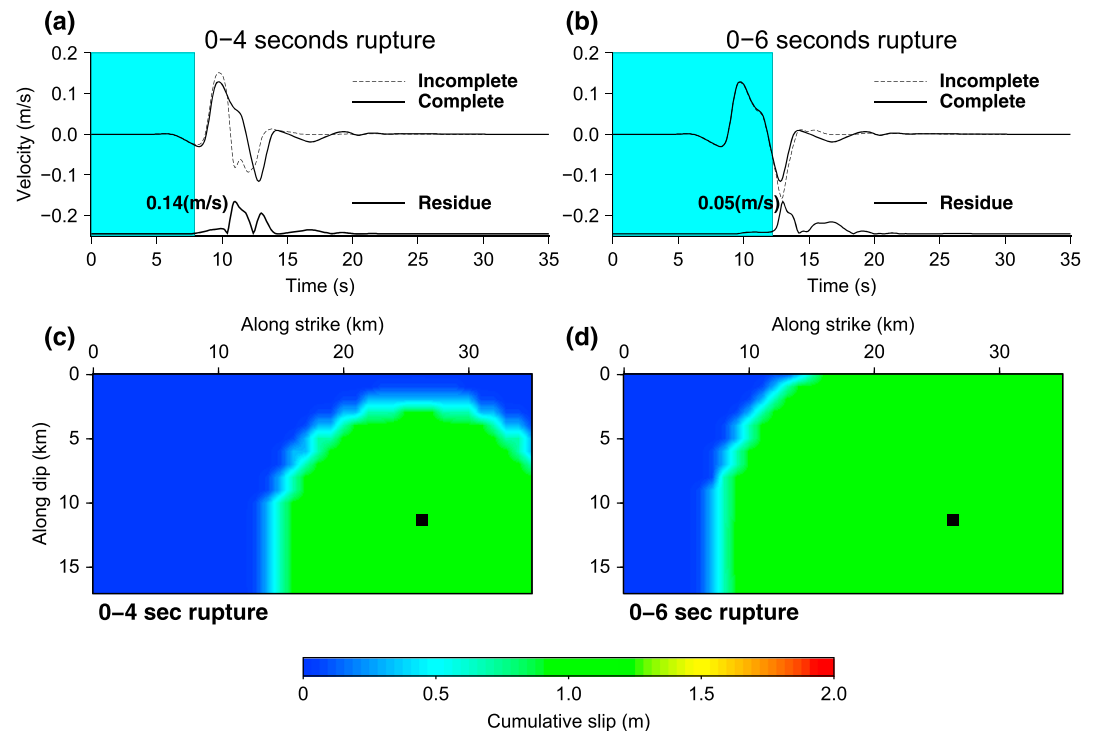 (a)
0−4 seconds rupture
0.2
0.1
0.0
−0.1
−0.2
Velocity (m/s)
Incomplete
Complete
0.14(m/s)
Residue
0 5 10 15 20 25 30 35
Time (s)
(b)
0−6 seconds rupture
0.2
0.1
0.0
−0.1
−0.2
Incomplete
Complete
0.05(m/s)
Residue
0 5 10 15 20 25 30 35
Time (s)
(c)
Along strike (km)
0 10 20 30
0
5
10
15
Along dip (km)
0−4 sec rupture
(d)
Along strike (km)
0 10 20 30
0
5
10
15
0−6 sec rupture
0 0.5 1.0 1.5 2.0
Cumulative slip (m)